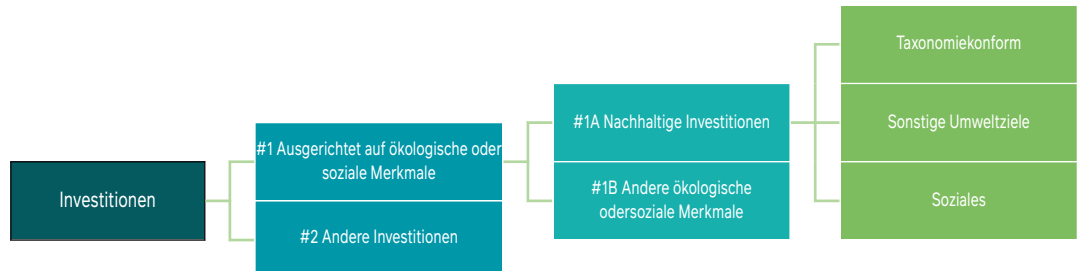 Investitionen
#1 Ausgerichtet auf ökologische oder
soziale Merkmale
#2 Andere Investitionen
#1A Nachhaltige Investitionen
#1B Andere ökologische
odersoziale Merkmale
Taxonomiekonform
Sonstige Umweltziele
Soziales